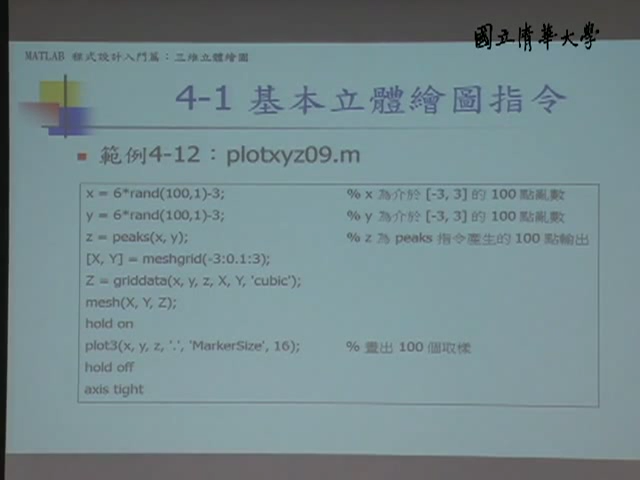 國立清華大學
MATLAB 程式設計入門篇：三維立體繪圖
4-1 基本立體繪圖指令
範例4-12：plotxyz09.m
x = 6*rand(100,1)-3; % x 為介於 [-3, 3] 的 100 點亂數
y = 6*rand(100,1)-3; % y 為介於 [-3, 3] 的 100 點亂數
z = peaks(x, y); % z 為 peaks 指令產生的 100 點輸出
[X, Y] = meshgrid(-3:0.1:3);
Z = griddata(x, y, z, X, Y, 'cubic');
mesh(X, Y, Z);
hold on
plot3(x, y, z, '.', 'MarkerSize', 16); % 畫出 100 個取樣
hold off
axis tight